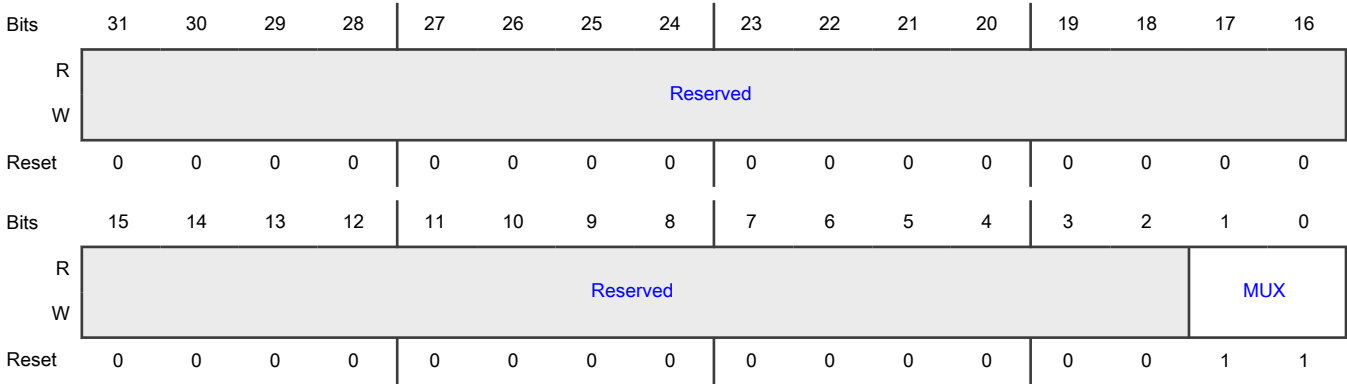 Bits 31 30 29 28 27 26 25 24 23 22 21 20 19 18 17 16
R
Reserved
W
Reset 0 0 0 0 0 0 0 0 0 0 0 0 0 0 0 0
Bits 15 14 13 12 11 10 9 8 7 6 5 4 3 2 1 0
R
Reserved MUX
W
Reset 0 0 0 0 0 0 0 0 0 0 0 0 0 0 1 1